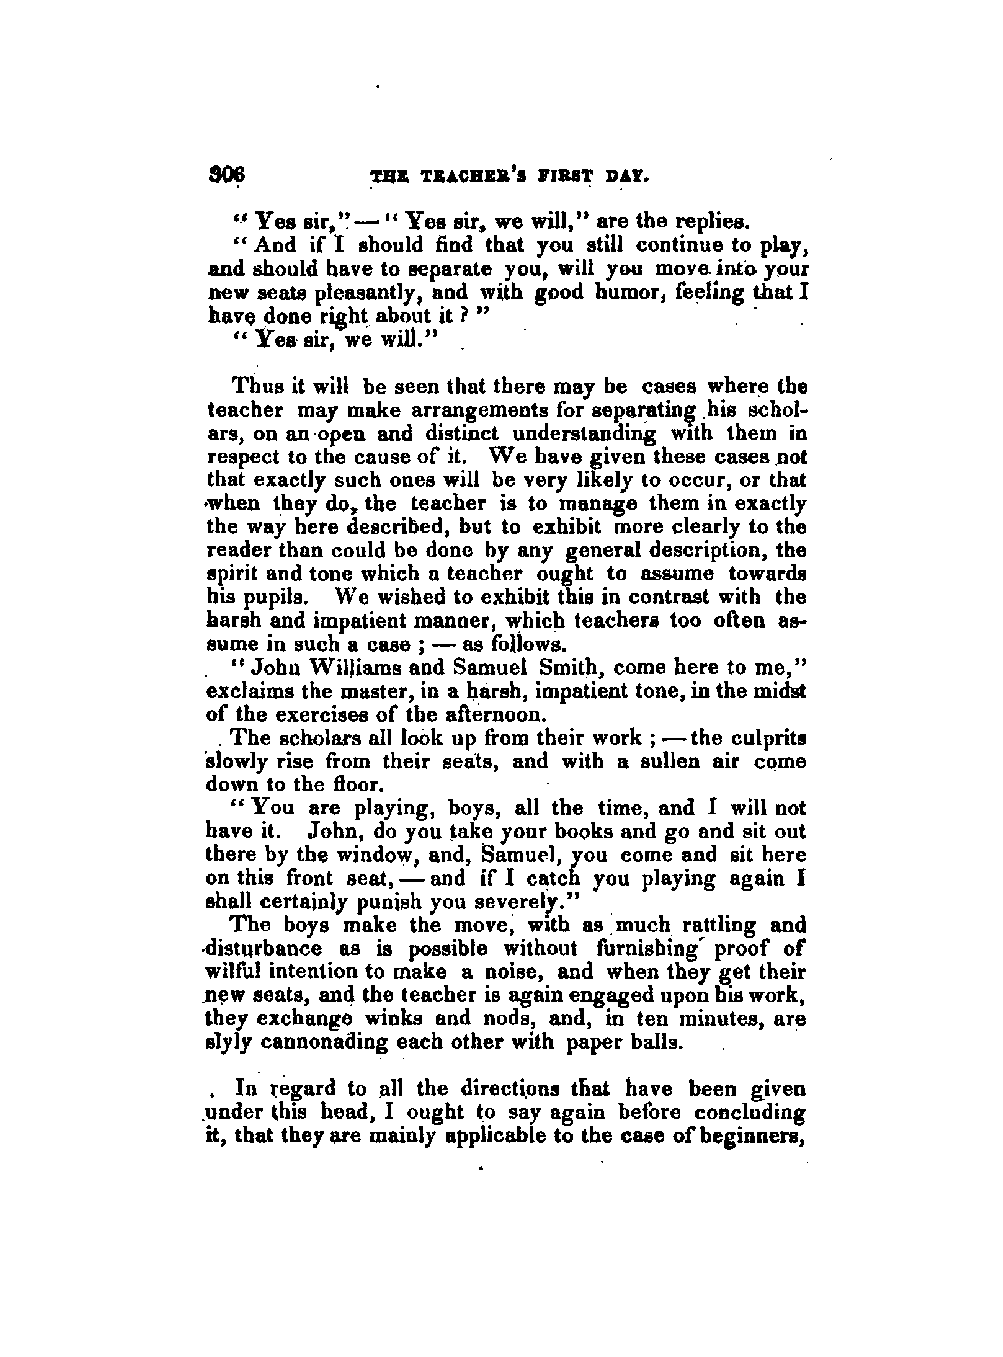 306 THE TEACHER'S FIRST DAY.
“ Yes sir,” — “ Yes sir, we will,” are the replies.
“ And if I should find that you still continue to play,
and should have to separate you, will you move into your
new seats pleasantly, and with good humor, feeling that I
have done right about it ? ”
“ Yes sir, we will.”
Thus it will be seen that there may be cases where the
teacher may make arrangements for separating his schol-
ars, on an open and distinct understanding with them in
respect to the cause of it. We have given these cases not
that exactly such ones will be very likely to occur, or that
when they do, the teacher is to manage them in exactly
the way here described, but to exhibit more clearly to the
reader than could be done by any general description, the
spirit and tone which a teacher ought to assume towards
his pupils. We wished to exhibit this in contrast with the
harsh and impatient manner, which teachers too often as-
sume in such a case ; — as follows.
“ John Williams and Samuel Smith, come here to me,”
exclaims the master, in a harsh, impatient tone, in the midst
of the exercises of the afternoon.
The scholars all look up from their work ; — the culprits
slowly rise from their seats, and with a sullen air come
down to the floor.
“ You are playing, boys, all the time, and I will not
have it. John, do you take your books and go and sit out
there by the window, and, Samuel, you come and sit here
on this front seat, — and if I catch you playing again I
shall certainly punish you severely.”
The boys make the move, with as much rattling and
disturbance as is possible without furnishing proof of
wilful intention to make a noise, and when they get their
new seats, and the teacher is again engaged upon his work,
they exchange winks and nods, and, in ten minutes, are
slyly cannonading each other with paper balls.
In regard to all the directions that have been given
under this head, I ought to say again before concluding
it, that they are mainly applicable to the case of beginners,